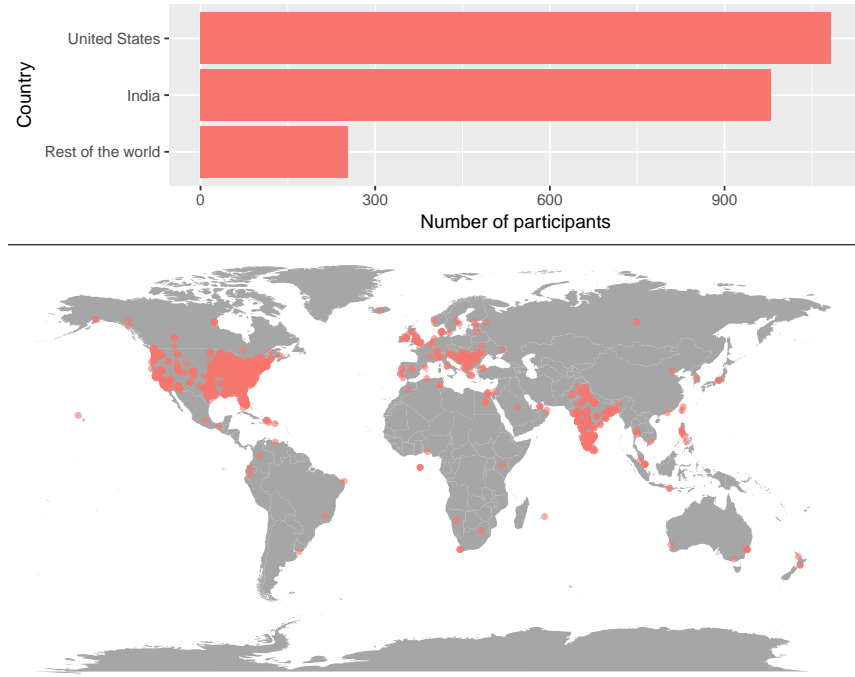 United States
India
Rest of the world
Country
0 300 600 900
Number of participants